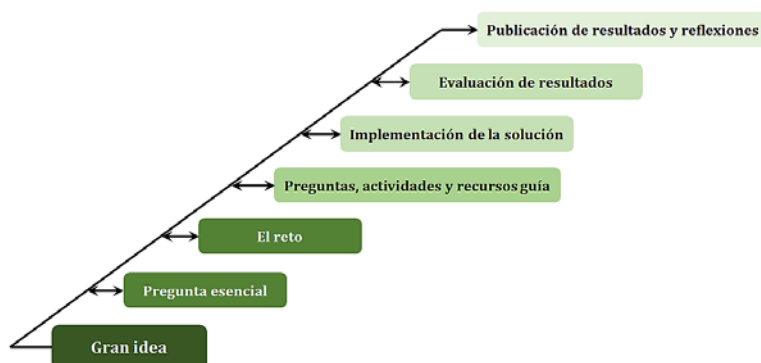 Publicación de resultados y reflexiones
Evaluación de resultados
Implementación de la solución
Preguntas, actividades y recursos guía
El reto
Pregunta esencial
Gran idea